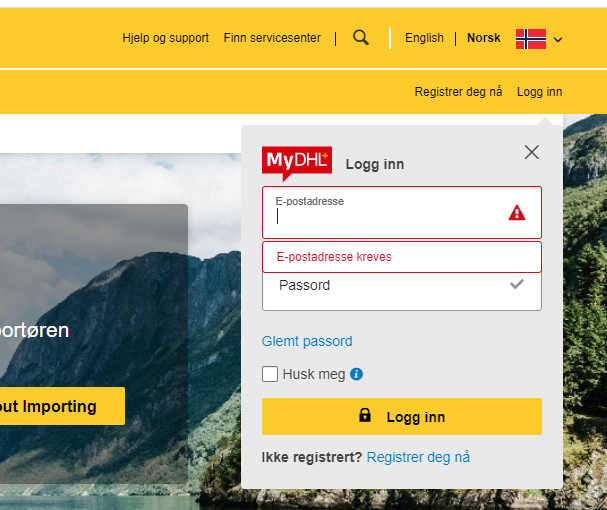 Hjelp og support Finn servicesenter | English | Norsk
Registrer deg nå Logg inn
MyDHL+ Logg inn
E-postadresse
E-postadresse kreves
Passord
Glemt passord
Husk meg
Logg inn
Ikke registrert? Registrer deg nå
portøren
out Importing